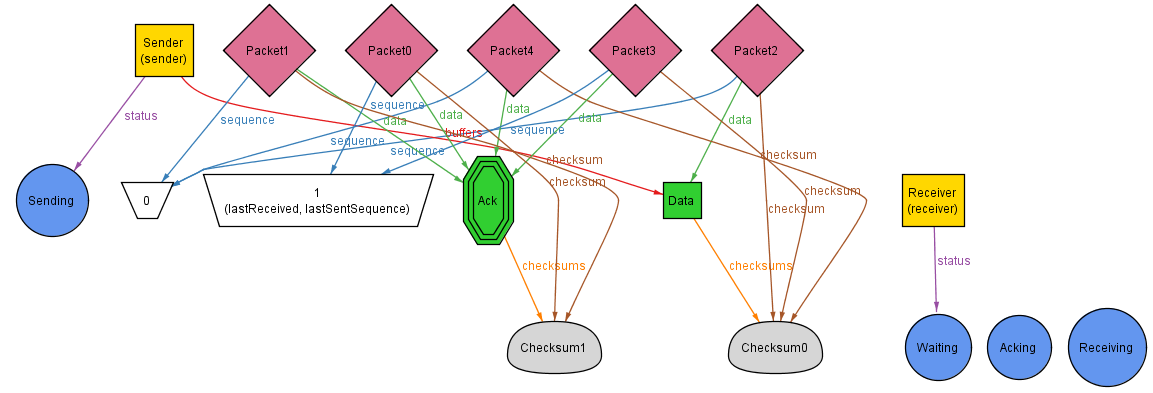 Sender
(sender)
Packet1
Packet0
Packet4
Packet3
Packet2
status
sequence
sequence
data
data
buffers
sequence
sequence
sequence
data
data
data
checksum
checksum
checksum
checksum
checksum
Sending
0
1
(lastReceived, lastSentSequence)
Ack
Data
Receiver
(receiver)
checksums
checksums
status
Checksum1
Checksum0
Waiting
Acking
Receiving